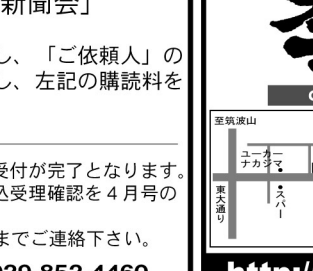 新聞会」
し、「ご依頼人」の
し、左記の購読料を
受付が完了となります。
込受理確認を４月号の
までご連絡下さい。
029-852-4460
至筑波山
ユーカー
ナカジマ
東大通り
スパー
http:/